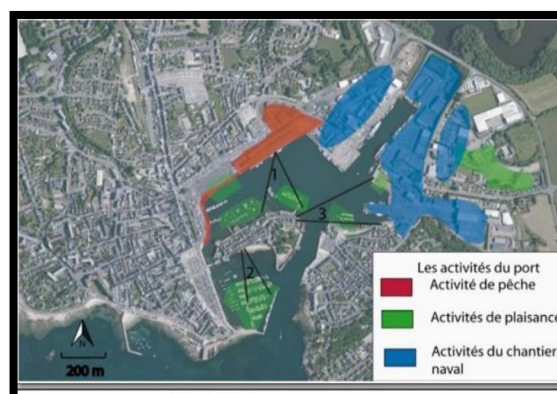 1
3
2
Les activités du port
Activité de pêche
Activités de plaisance
Activités du chantier
naval
N
200 m